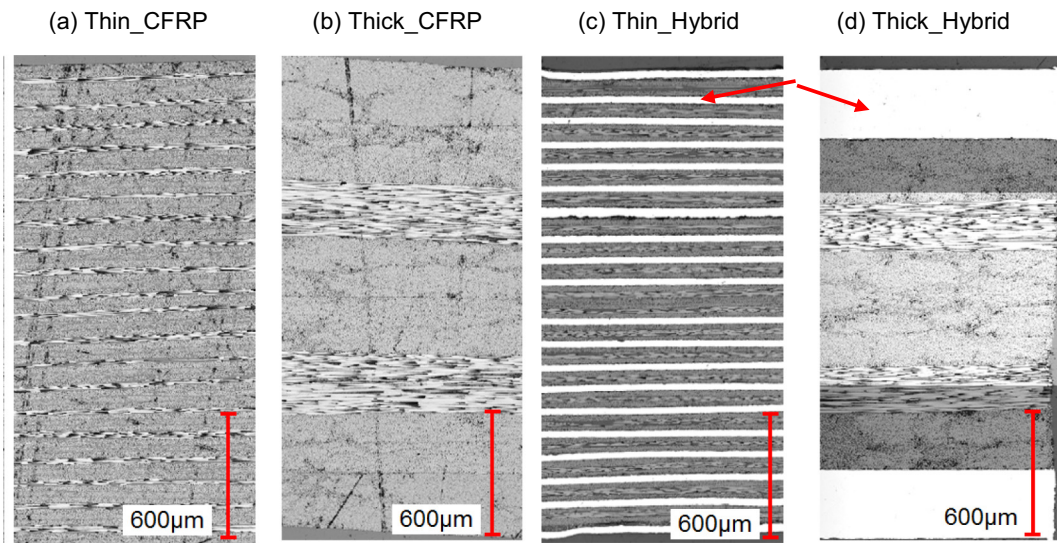 (a) Thin_CFRP
(b) Thick_CFRP
(c) Thin_Hybrid
(d) Thick_Hybrid
600μm
600μm
600μm
600μm